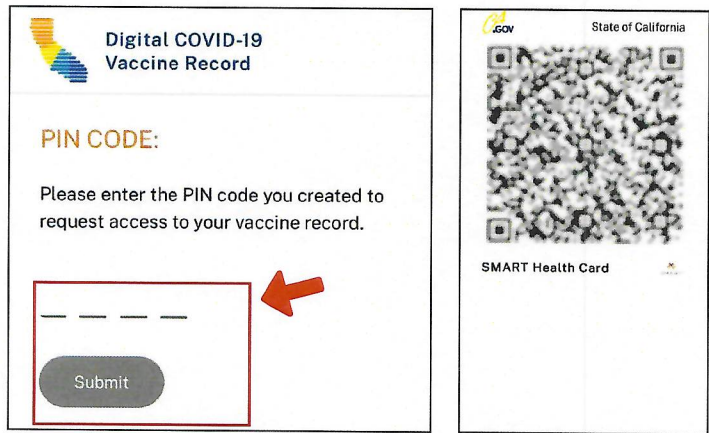 Digital COVID-19
Vaccine Record
PIN CODE:
Please enter the PIN code you created to
request access to your vaccine record.
Submit
.GOV
State of California
SMART Health Card